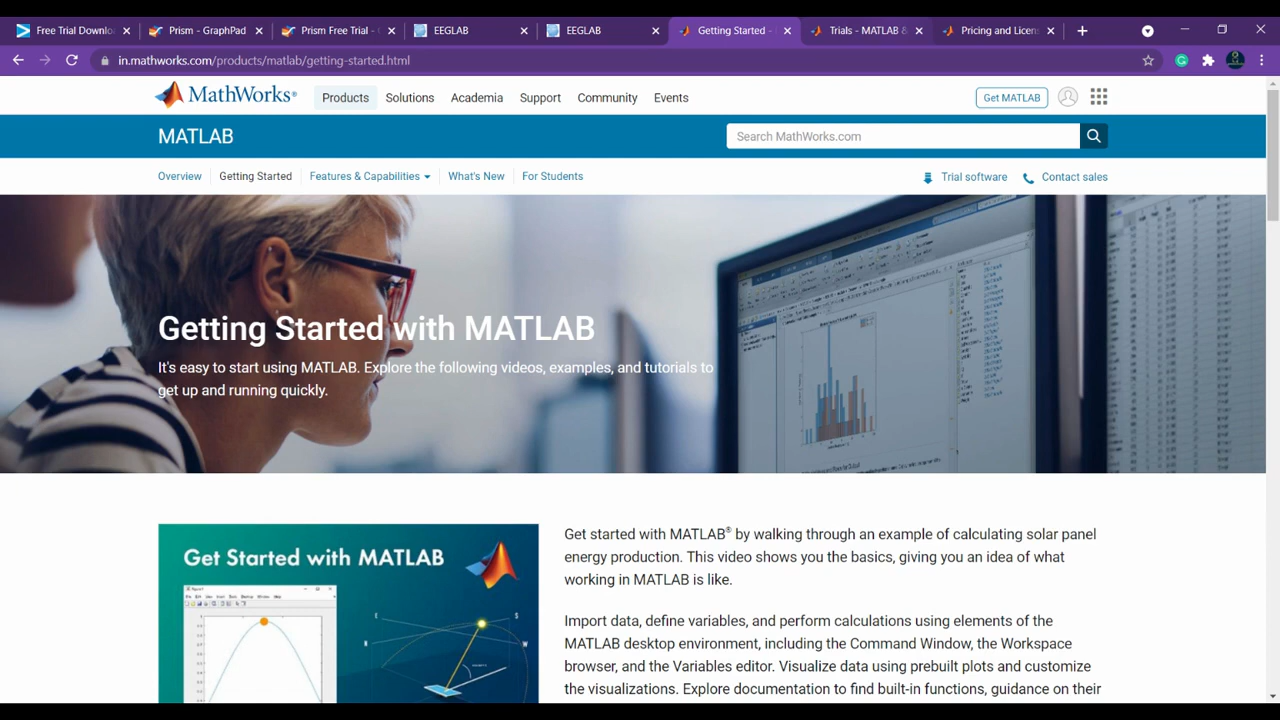 Free Trial Downlo
Prism - GraphPad
Prism Free Trial -
EEGLAB
EEGLAB
Getting Started -
Trials - MATLAB &
Pricing and Licens
in.mathworks.com/products/matlab/getting-started.html
MathWorks®
Products
Solutions
Academia
Support
Community
Events
Get MATLAB
MATLAB
Search MathWorks.com
Overview
Getting Started
Features & Capabilities
What's New
For Students
Trial software
Contact sales
Getting Started with MATLAB
It's easy to start using MATLAB. Explore the following videos, examples, and tutorials to
get up and running quickly.
Get Started with MATLAB
Get started with MATLAB® by walking through an example of calculating solar panel
energy production. This video shows you the basics, giving you an idea of what
working in MATLAB is like.
Import data, define variables, and perform calculations using elements of the
MATLAB desktop environment, including the Command Window, the Workspace
browser, and the Variables editor. Visualize data using prebuilt plots and customize
the visualizations. Explore documentation to find built-in functions, guidance on their